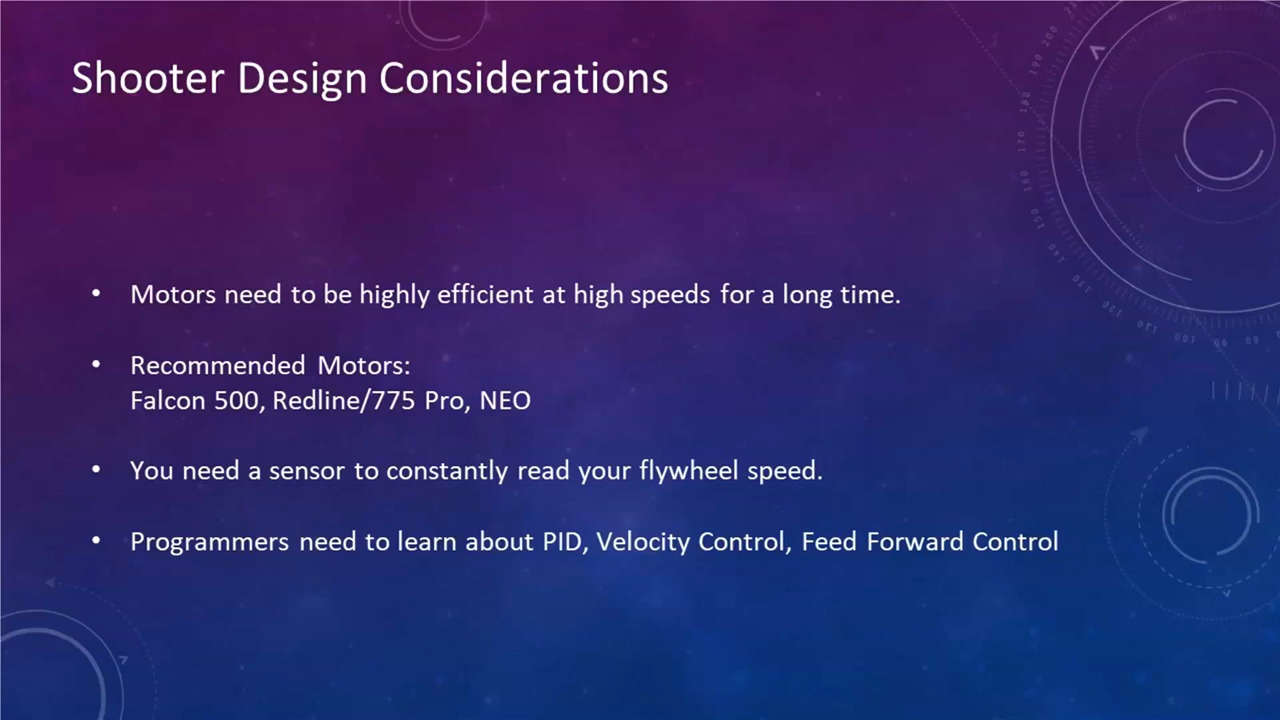 Shooter Design Considerations
• Motors need to be highly efficient at high speeds for a long time.
• Recommended Motors:
Falcon 500, Redline/775 Pro, NEO
• You need a sensor to constantly read your flywheel speed.
• Programmers need to learn about PID, Velocity Control, Feed Forward Control